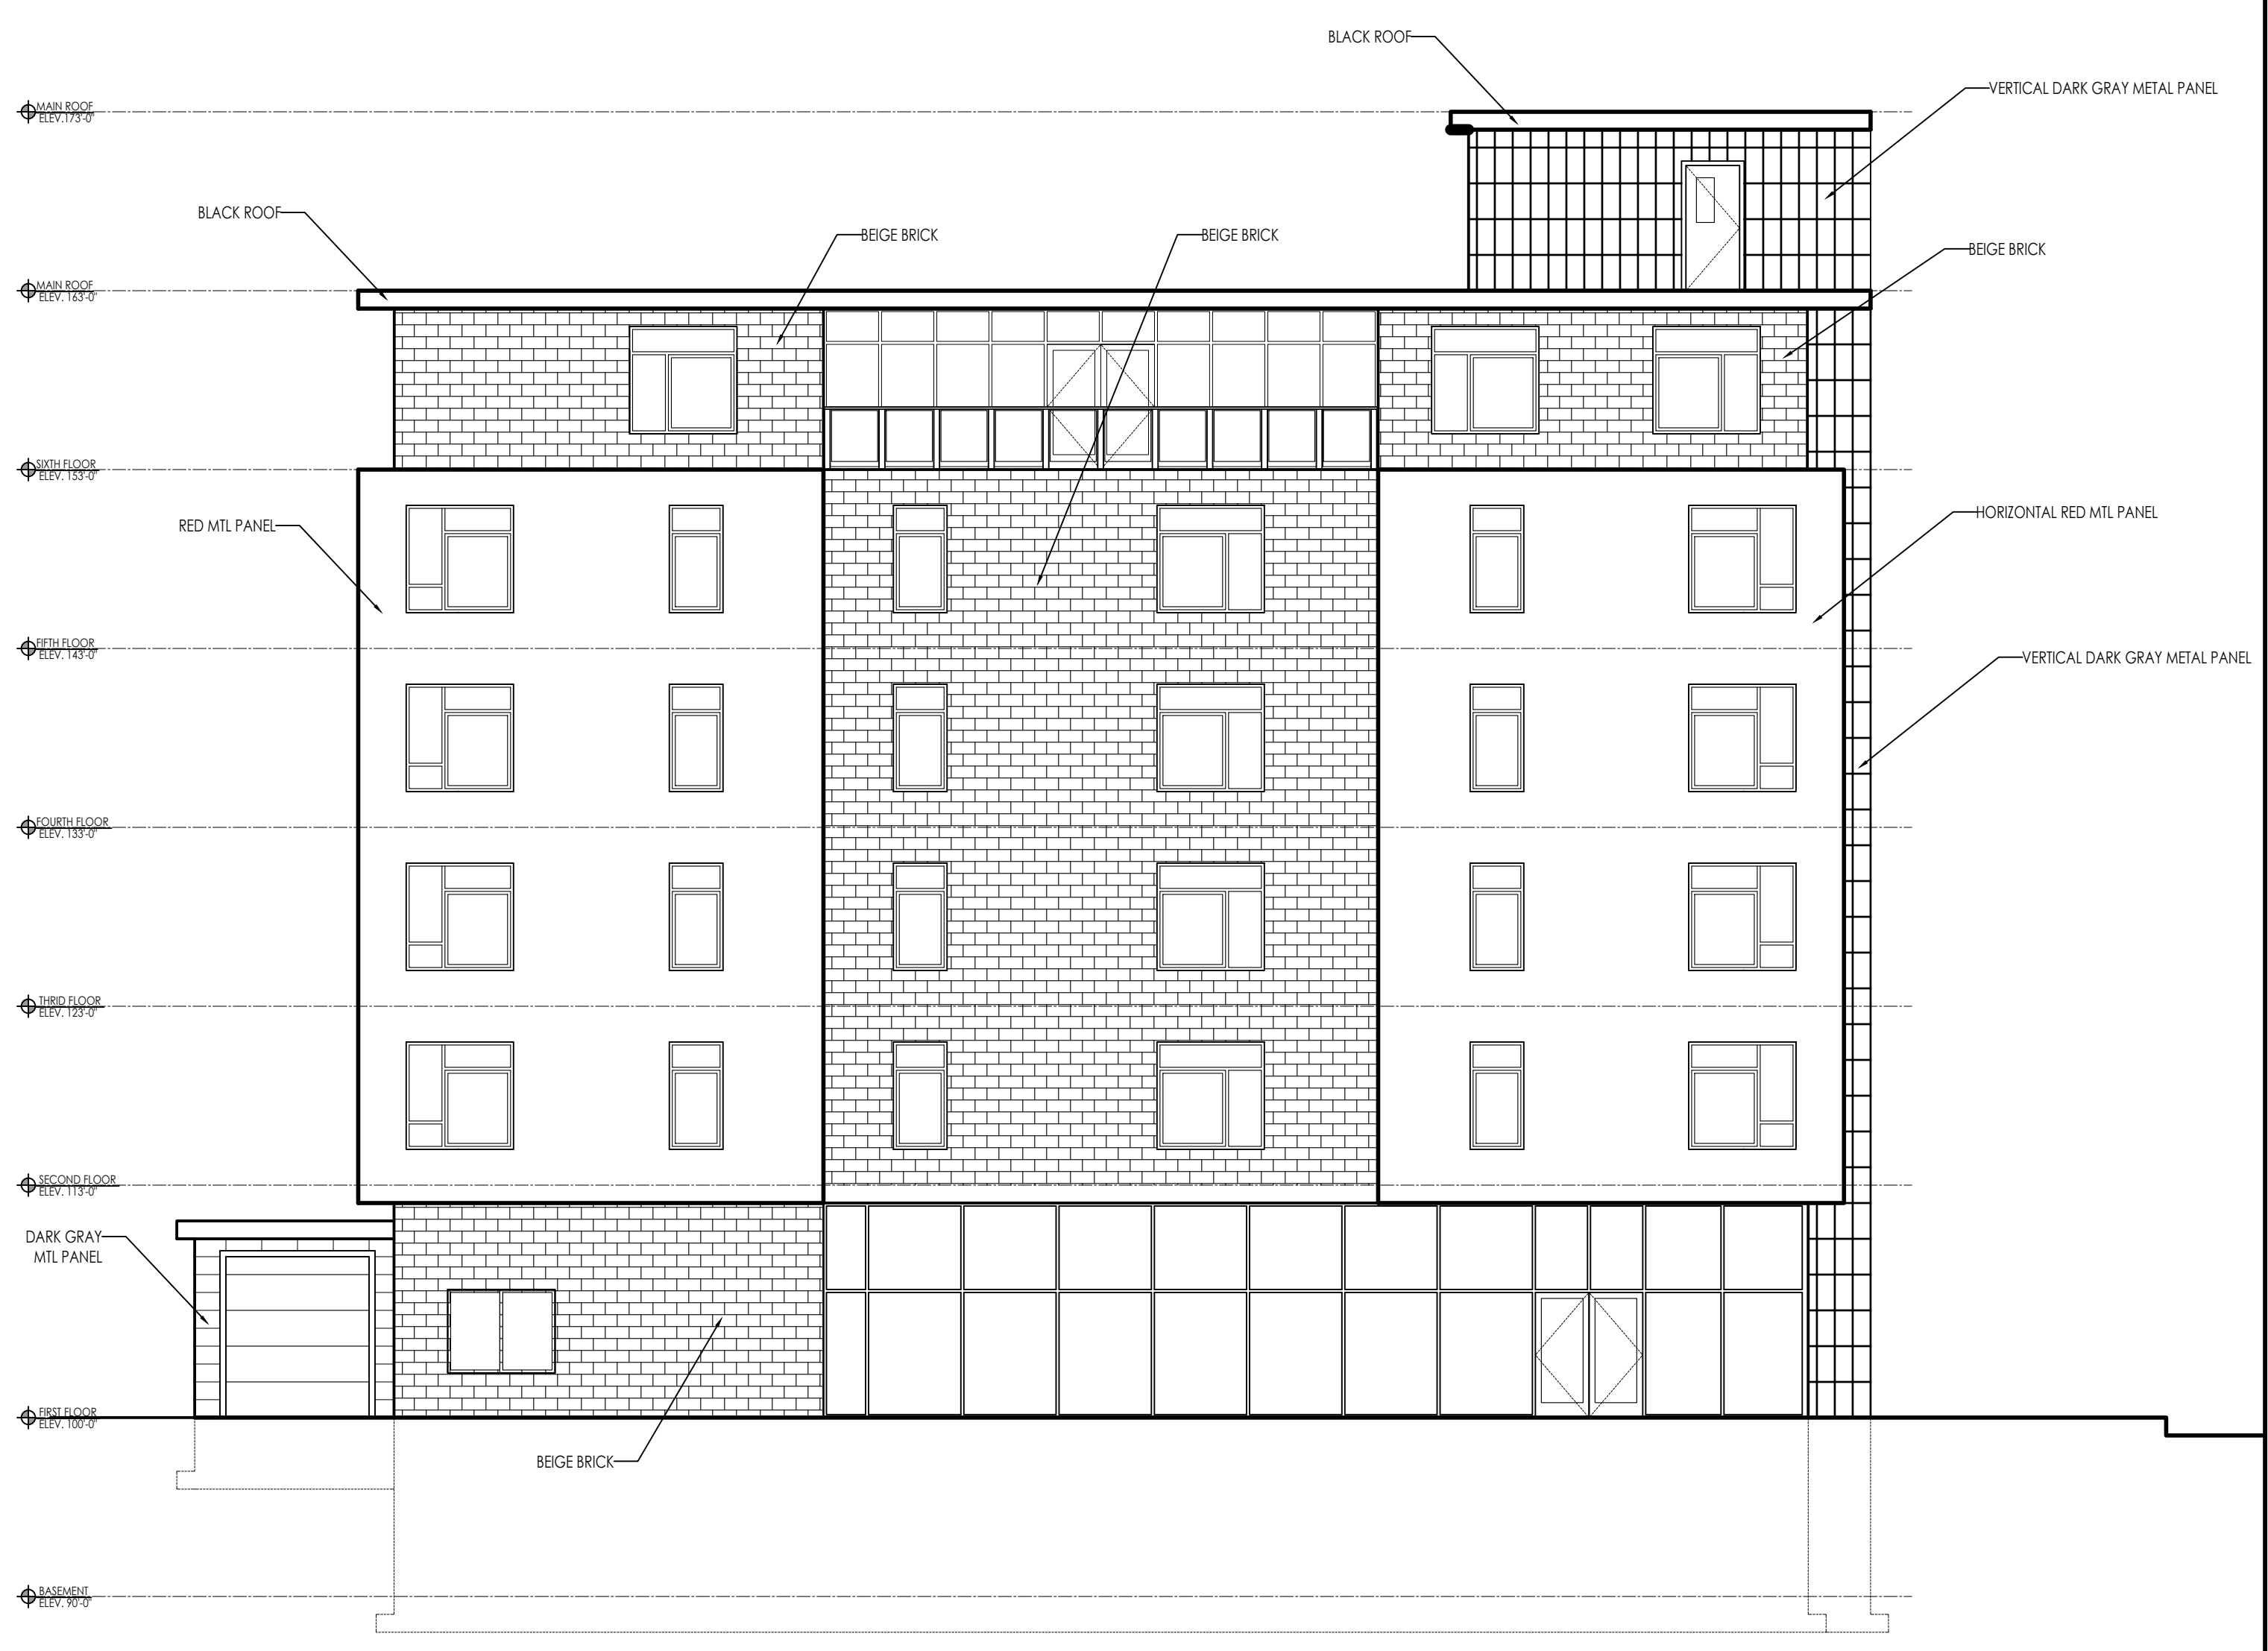 BLACK ROOF
VERTICAL DARK GRAY METAL PANEL
MAIN ROOF
ELEV.173'-0"
BLACK ROOF
BEIGE BRICK
BEIGE BRICK
BEIGE BRICK
MAIN ROOF
ELEV. 163'-0"
SIXTH FLOOR
ELEV. 153'-0"
RED MTL PANEL
HORIZONTAL RED MTL PANEL
FIFTH FLOOR
ELEV. 143'-0"
VERTICAL DARK GRAY METAL PANEL
FOURTH FLOOR
ELEV. 133'-0"
THRID FLOOR
ELEV. 123'-0"
SECOND FLOOR
ELEV. 113'-0"
DARK GRAY
MTL PANEL
FIRST FLOOR
ELEV. 100'-0"
BEIGE BRICK
BASEMENT
ELEV. 90'-0"